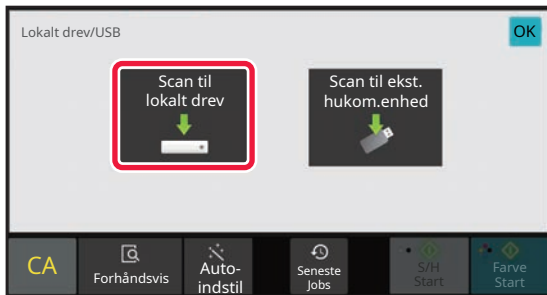 Lokalt drev/USB
OK
Scan til
lokalt drev
Scan til ekst.
hukom.enhed
CA
Forhåndsvis
Auto-
indstil
Seneste
Jobs
S/H
Start
Farve
Start